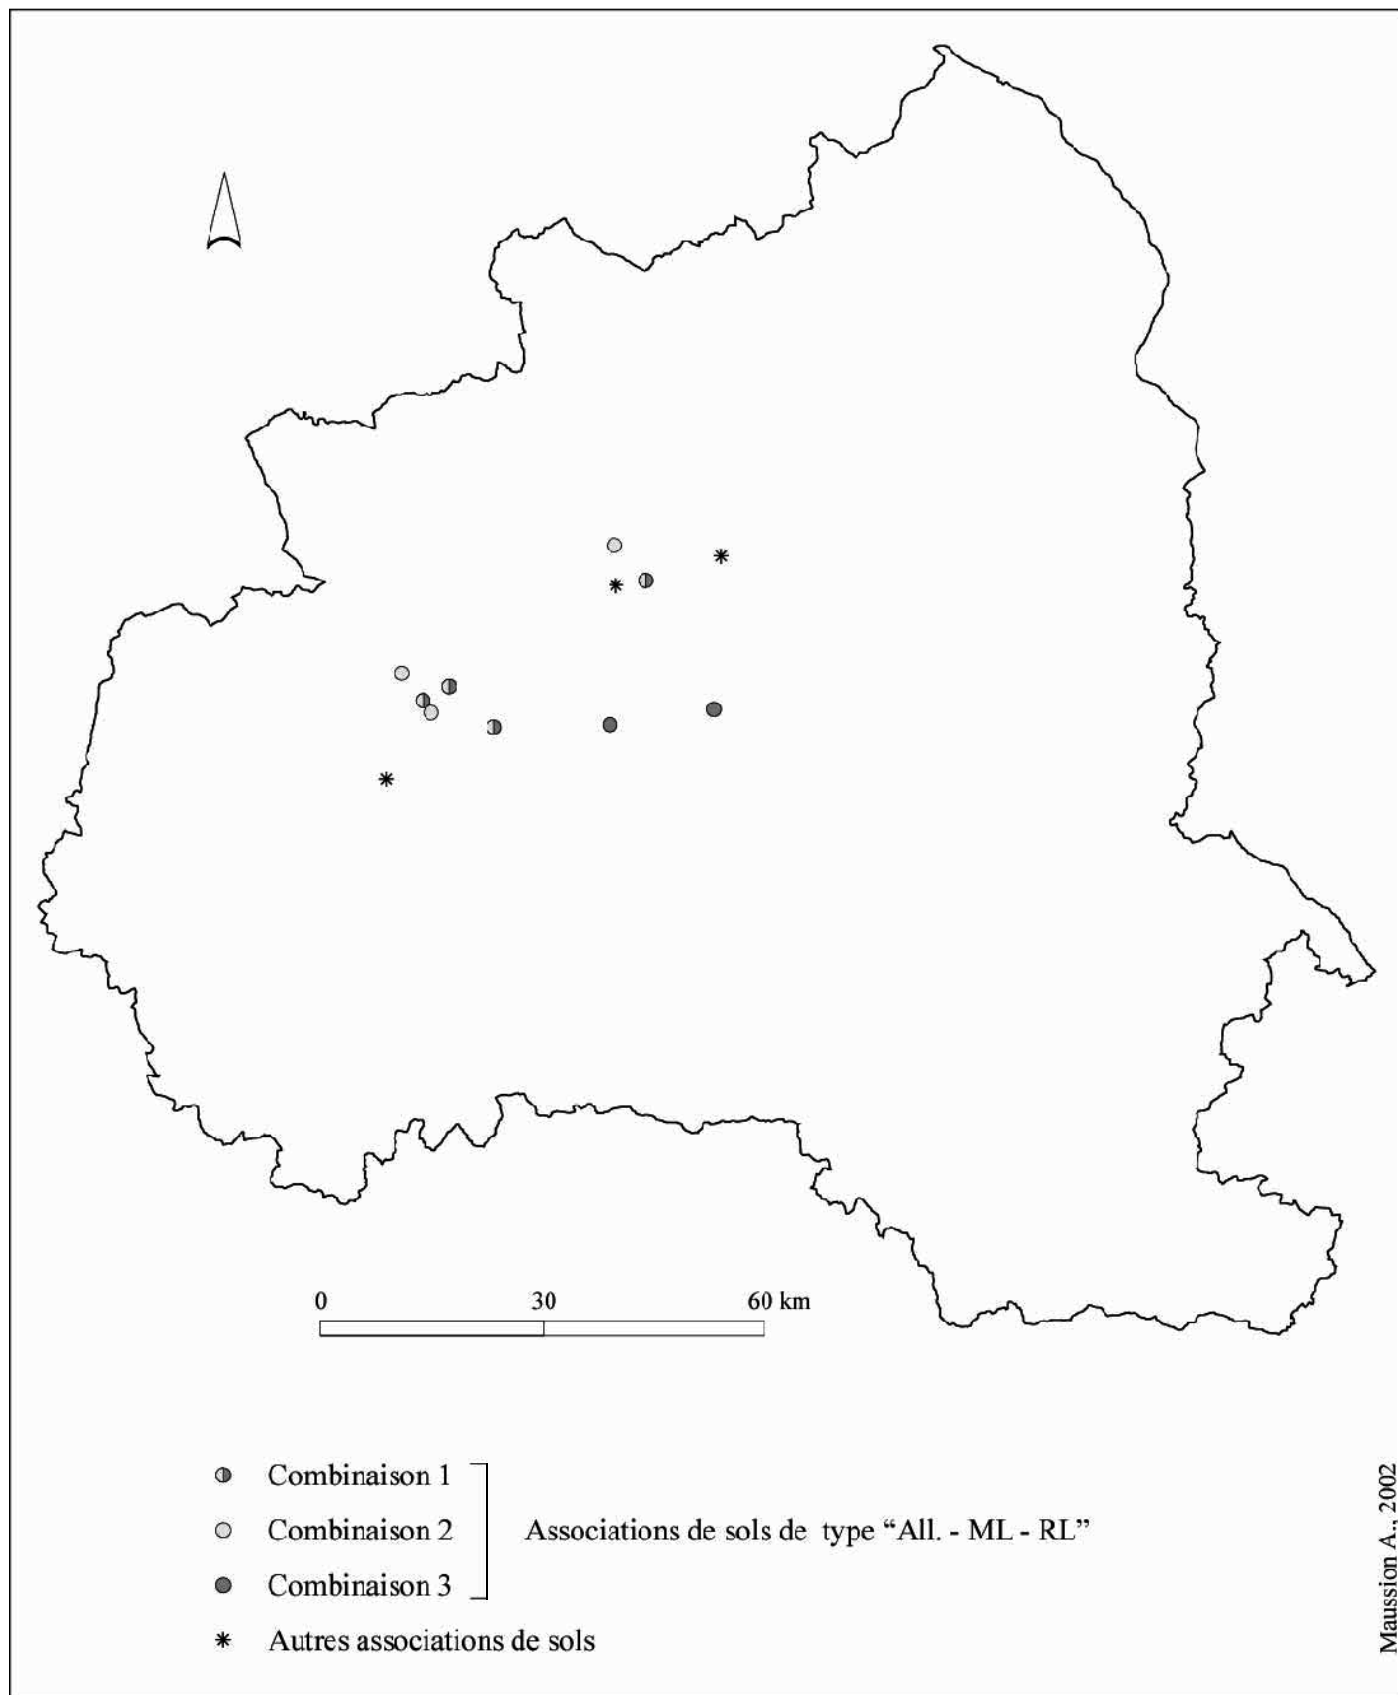 0 30 60 km
Combinaison 1
Combinaison 2
Associations de sols de type “All. - ML - RL”
Combinaison 3
Autres associations de sols
Maussion A., 2002